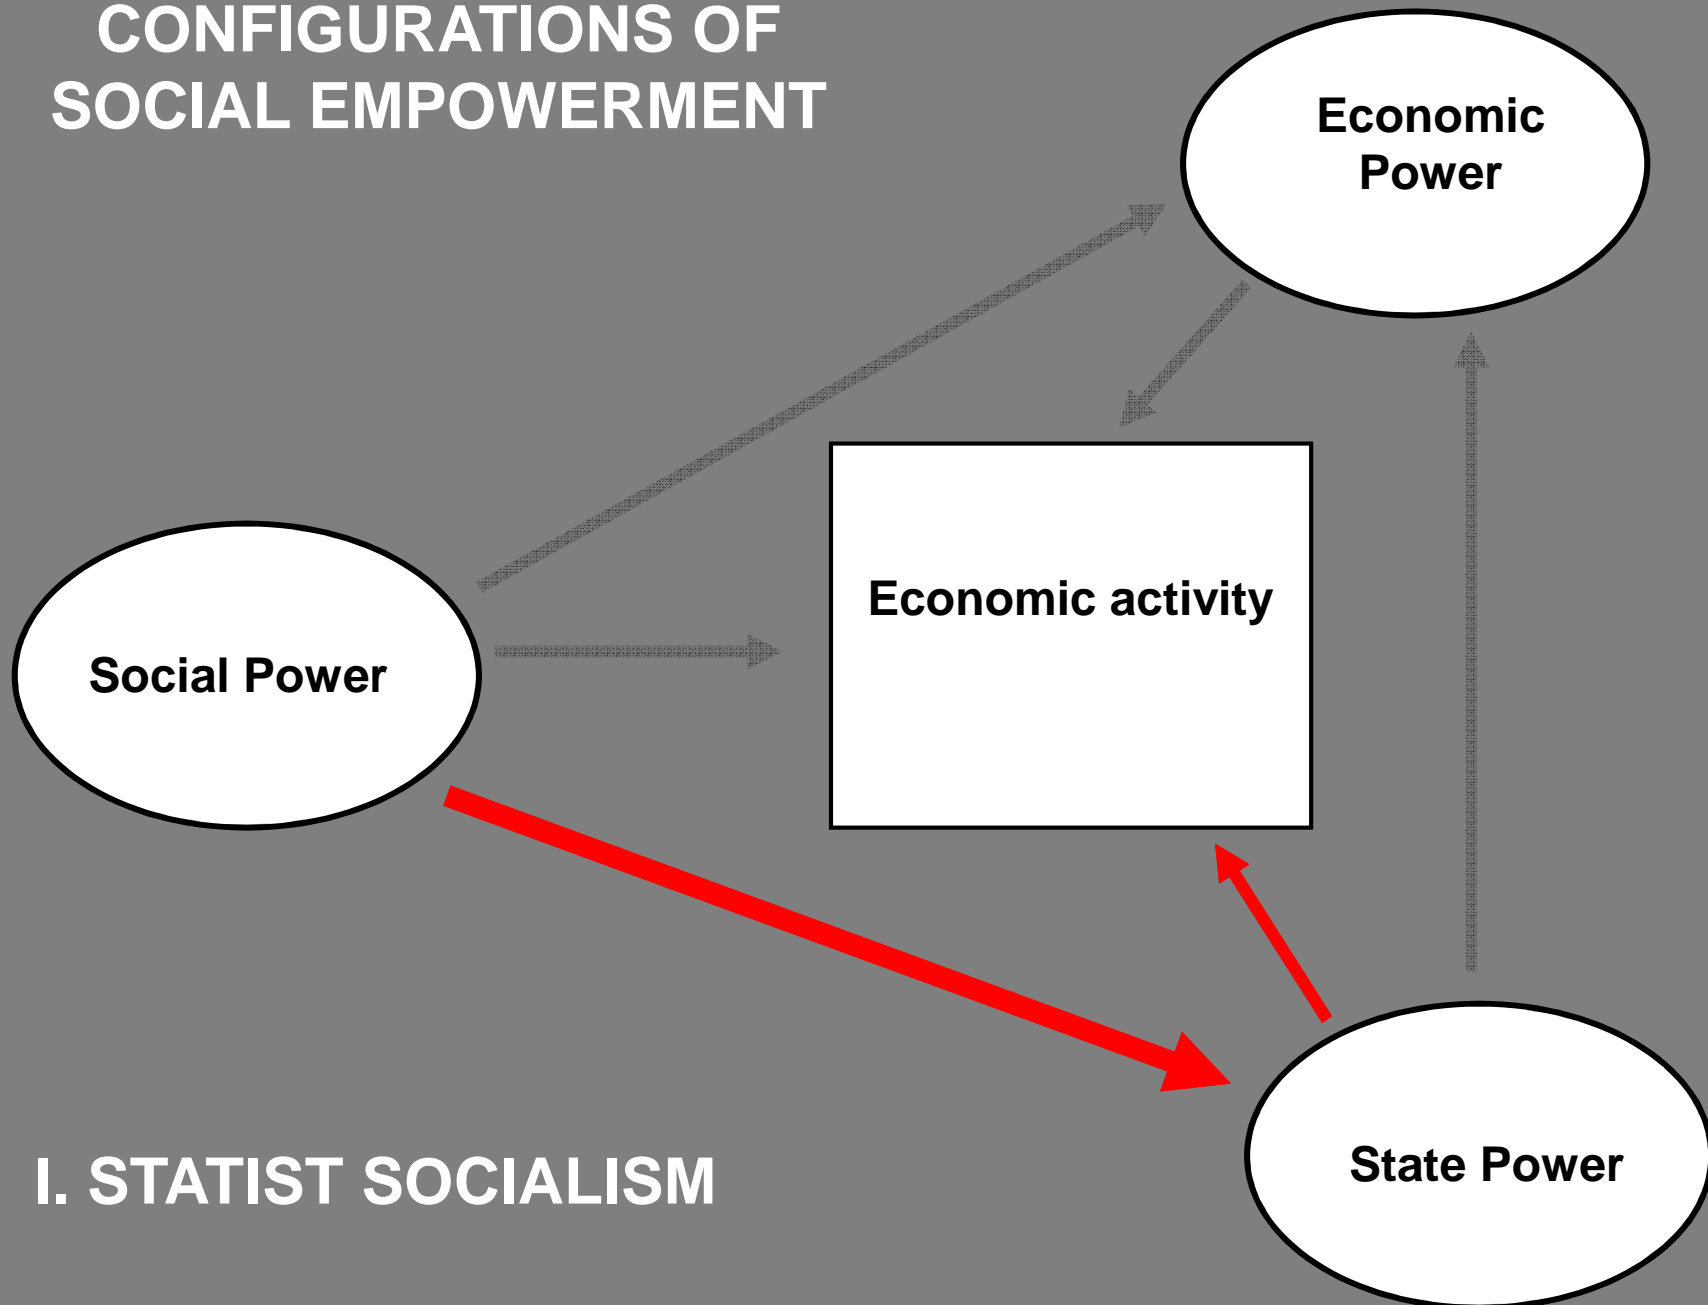 CONFIGURATIONS OF
SOCIAL EMPOWERMENT
Economic
Power
Economic activity
Social Power
State Power
I. STATIST SOCIALISM